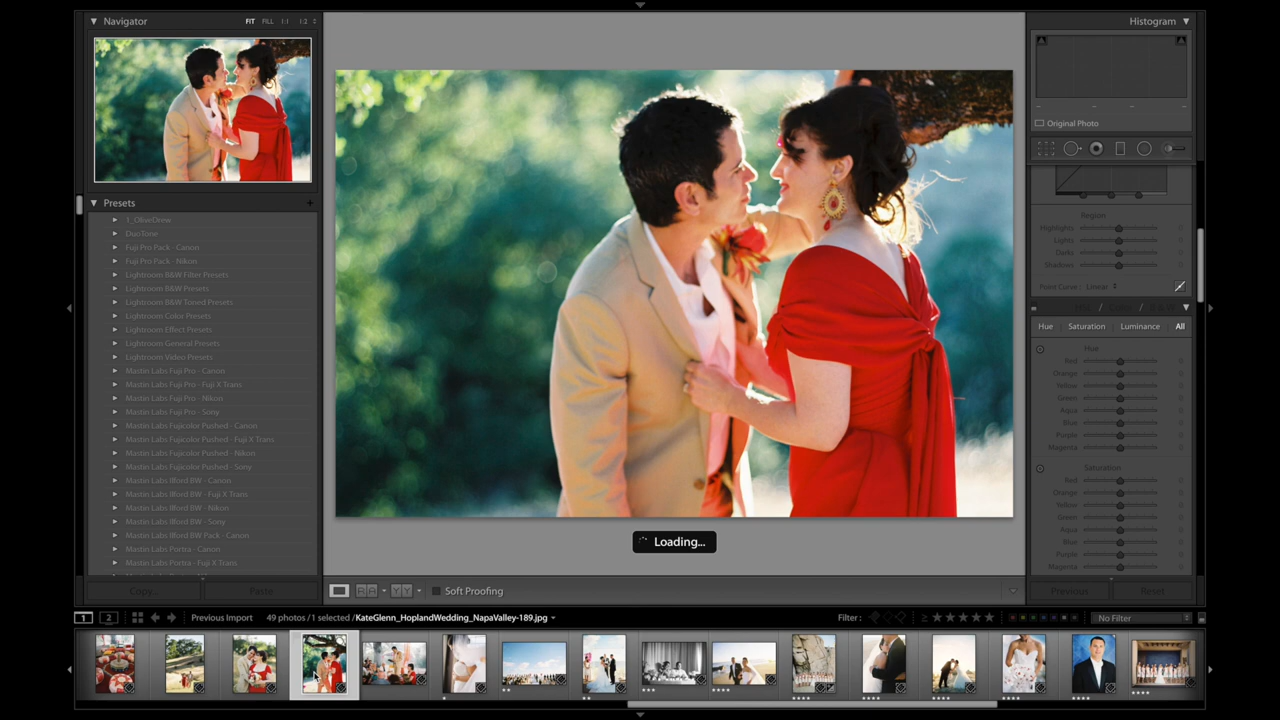 Navigator FIT FILL 1:1 1:2
Presets +
1_OliveDrew
DuoTone
Fuji Pro Pack - Canon
Fuji Pro Pack - Nikon
Lightroom B&W Filter Presets
Lightroom B&W Presets
Lightroom B&W Toned Presets
Lightroom Color Presets
Lightroom Effect Presets
Lightroom General Presets
Lightroom Video Presets
Mastin Labs Fuji Pro - Canon
Mastin Labs Fuji Pro - Fuji X Trans
Mastin Labs Fuji Pro - Nikon
Mastin Labs Fuji Pro - Sony
Mastin Labs Fujicolor Pushed - Canon
Mastin Labs Fujicolor Pushed - Fuji X Trans
Mastin Labs Fujicolor Pushed - Nikon
Mastin Labs Fujicolor Pushed - Sony
Mastin Labs Ilford BW - Canon
Mastin Labs Ilford BW - Fuji X Trans
Mastin Labs Ilford BW - Nikon
Mastin Labs Ilford BW - Sony
Mastin Labs Ilford BW Pack - Canon
Mastin Labs Portra - Canon
Mastin Labs Portra - Fuji X Trans
Copy... Paste
Loading...
Soft Proofing
Histogram
Original Photo
Region
Highlights
Lights
Darks
Shadows
Point Curve: Linear
HSL / Color / B & W
Hue Saturation Luminance All
Hue
Red
Orange
Yellow
Green
Aqua
Blue
Purple
Magenta
Saturation
Red
Orange
Yellow
Green
Aqua
Blue
Purple
Magenta
Previous Reset
1 2 Previous Import 49 photos / 1 selected / KateGlenn_HoplandWedding_NapaValley-189.jpg Filter : No Filter